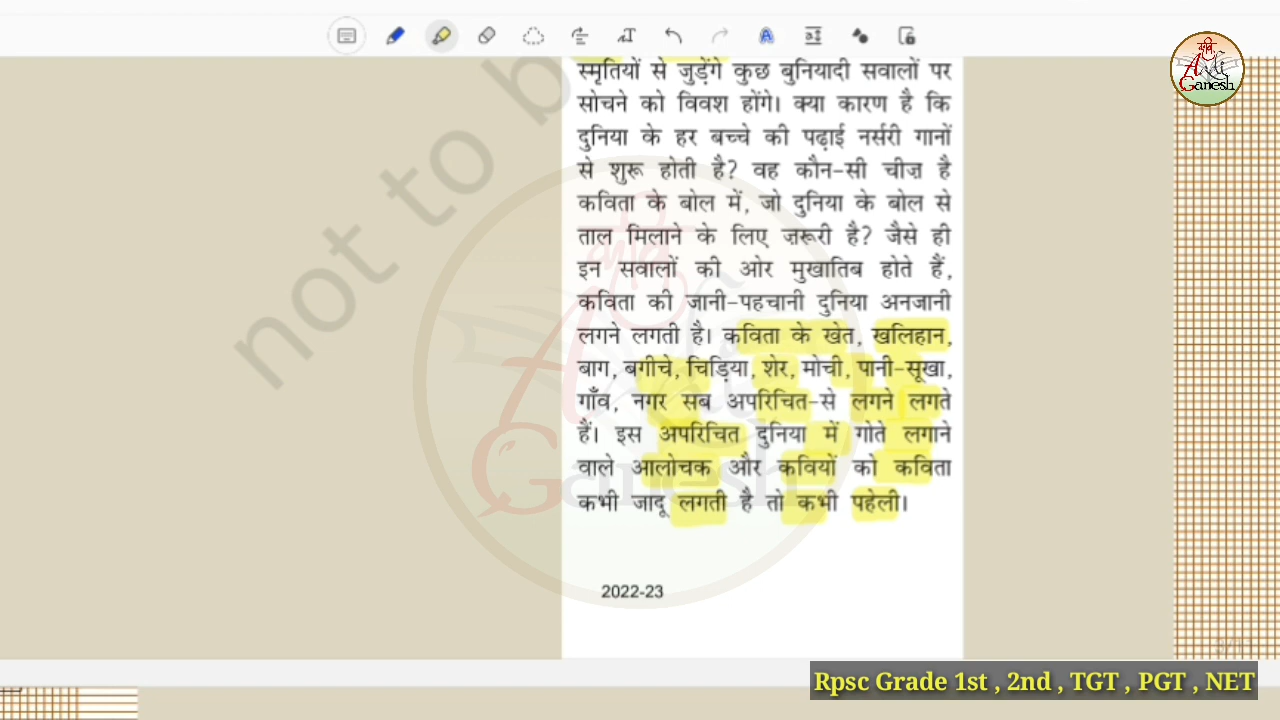 स्मृतियों से जुड़ेंगे कुछ बुनियादी सवालों पर
सोचने को विवश होंगे। क्या कारण है कि
दुनिया के हर बच्चे की पढ़ाई नर्सरी गानों
से शुरू होती है? वह कौन-सी चीज़ है
कविता के बोल में, जो दुनिया के बोल से
ताल मिलाने के लिए ज़रूरी है? जैसे ही
इन सवालों की ओर मुखातिब होते हैं,
कविता की जानी-पहचानी दुनिया अनजानी
लगने लगती है। कविता के खेत, खलिहान,
बाग, बगीचे, चिड़िया, शेर, मोची, पानी-सूखा,
गाँव, नगर सब अपरिचित-से लगने लगते
हैं। इस अपरिचित दुनिया में गोते लगाने
वाले आलोचक और कवियों को कविता
कभी जादू लगती है तो कभी पहेली।
2022-23
not to b
Ganesh
Rpsc Grade 1st , 2nd , TGT , PGT , NET